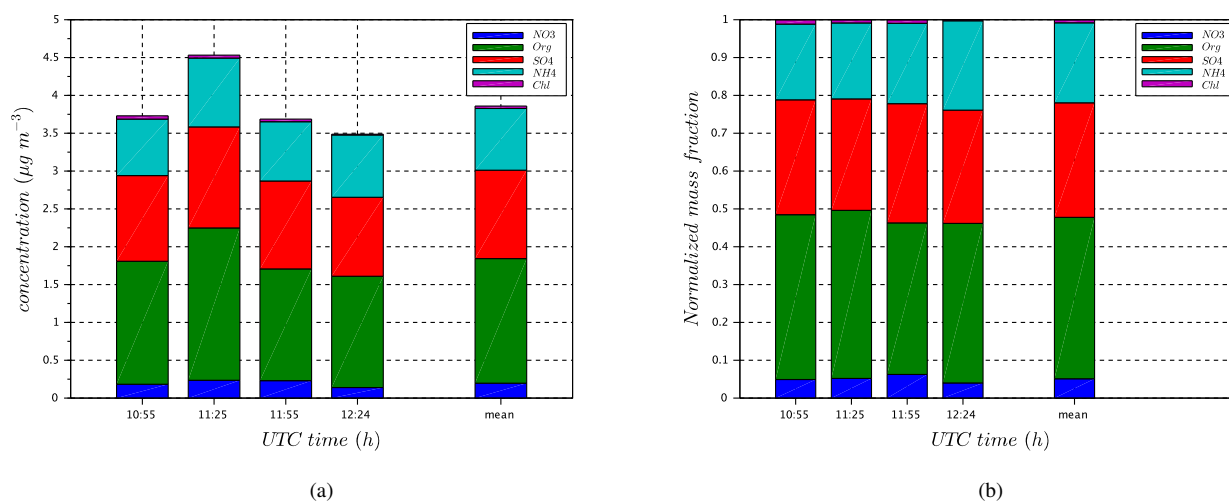 5
4.5
4
3.5
3
2.5
2
1.5
1
0.5
0
concentration (μg m⁻³)
NO3
Org
SO4
NH4
Chl
10:55 11:25 11:55 12:24 mean
UTC time (h)
(a)
1
0.9
0.8
0.7
0.6
0.5
0.4
0.3
0.2
0.1
0
Normalized mass fraction
NO3
Org
SO4
NH4
Chl
10:55 11:25 11:55 12:24 mean
UTC time (h)
(b)